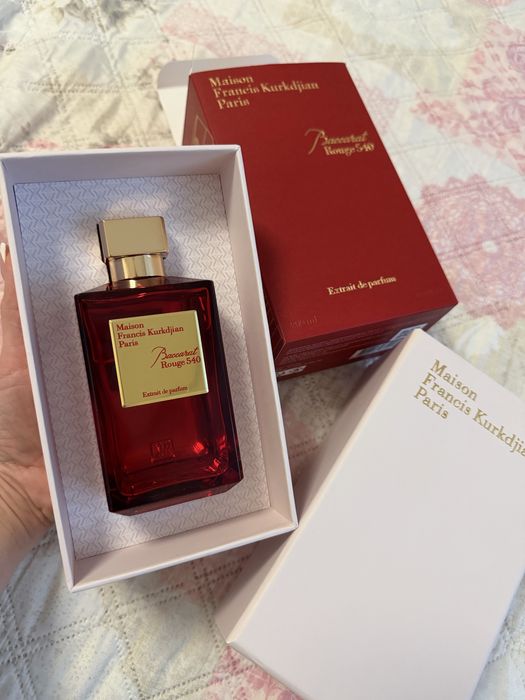 Maison
Francis Kurkdjian
Paris
Baccarat
Rouge 540
Extrait de parfum
Maison
Francis Kurkdjian
Paris
Baccarat
Rouge 540
Extrait de parfum
Maison
Francis Kurkdjia
Paris